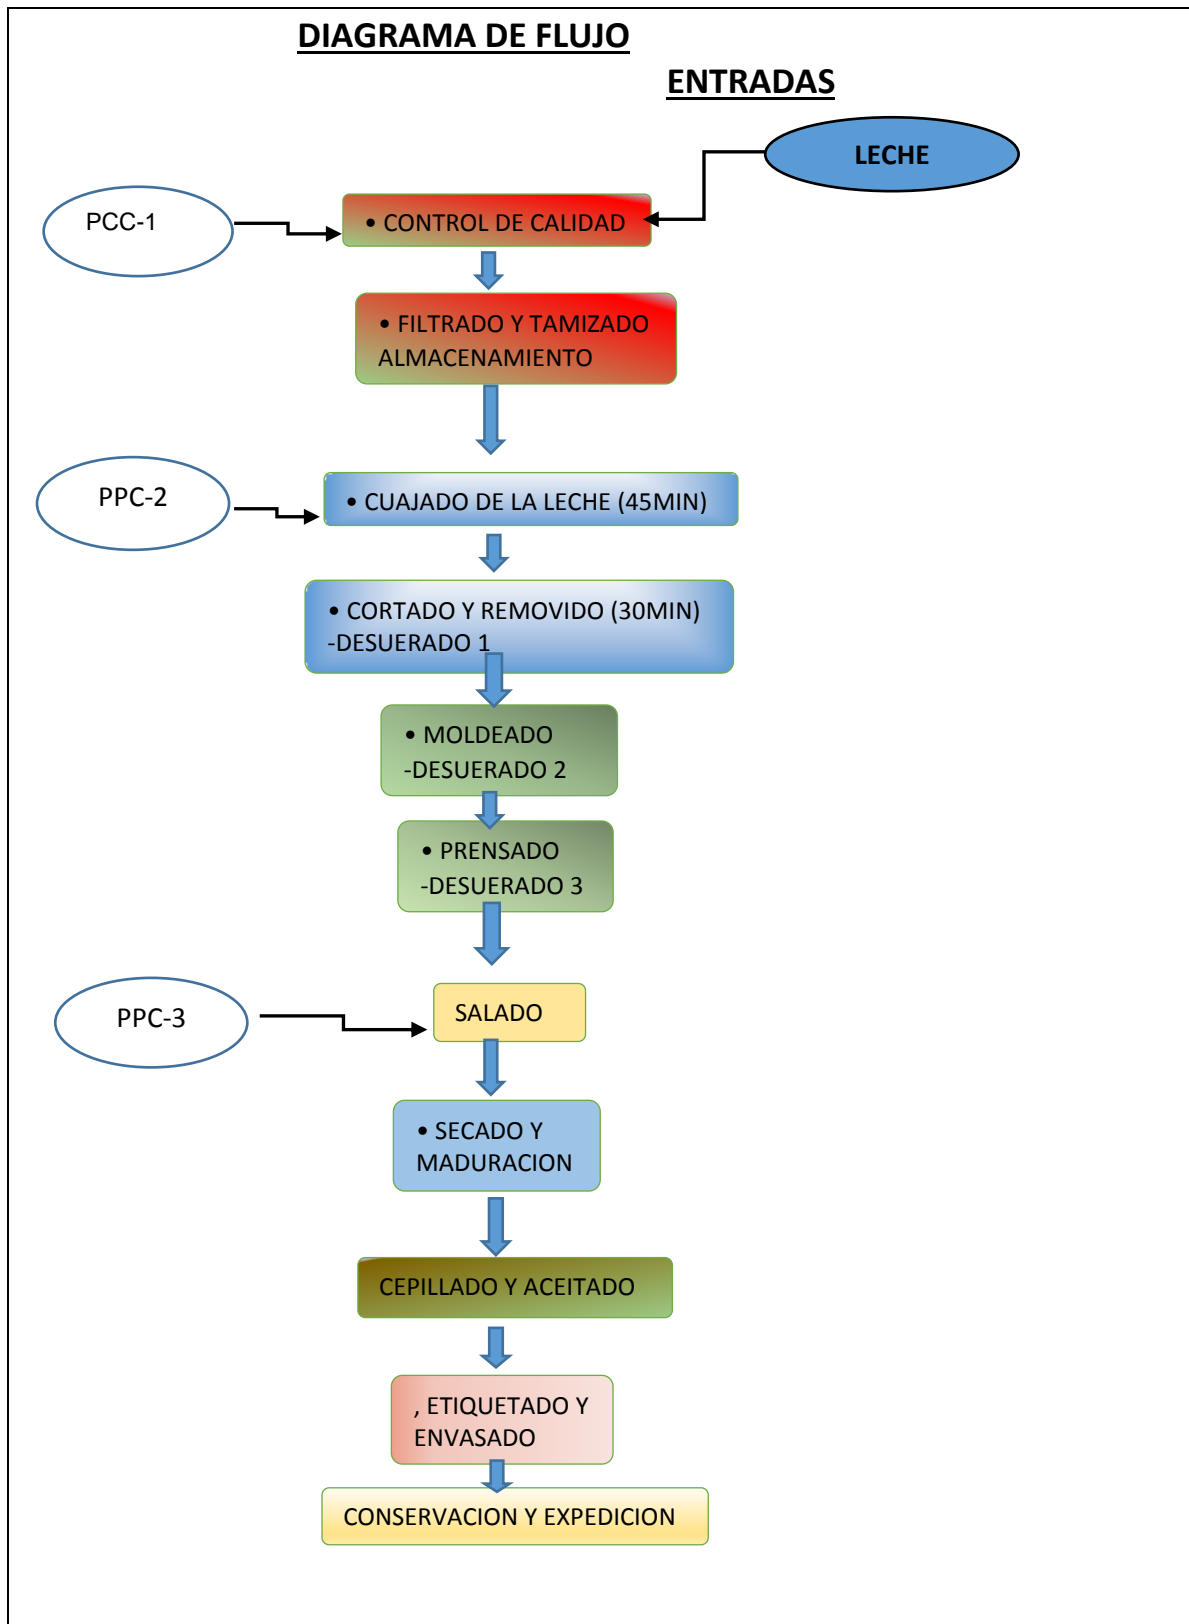 DIAGRAMA DE FLUJO
ENTRADAS
LECHE
PCC-1
• CONTROL DE CALIDAD
• FILTRADO Y TAMIZADO
ALMACENAMIENTO
PPC-2
• CUAJADO DE LA LECHE (45MIN)
• CORTADO Y REMOVIDO (30MIN)
-DESUERADO 1
• MOLDEADO
-DESUERADO 2
• PRENSADO
-DESUERADO 3
PPC-3
SALADO
• SECADO Y
MADURACION
CEPILLADO Y ACEITADO
, ETIQUETADO Y
ENVASADO
CONSERVACION Y EXPEDICION